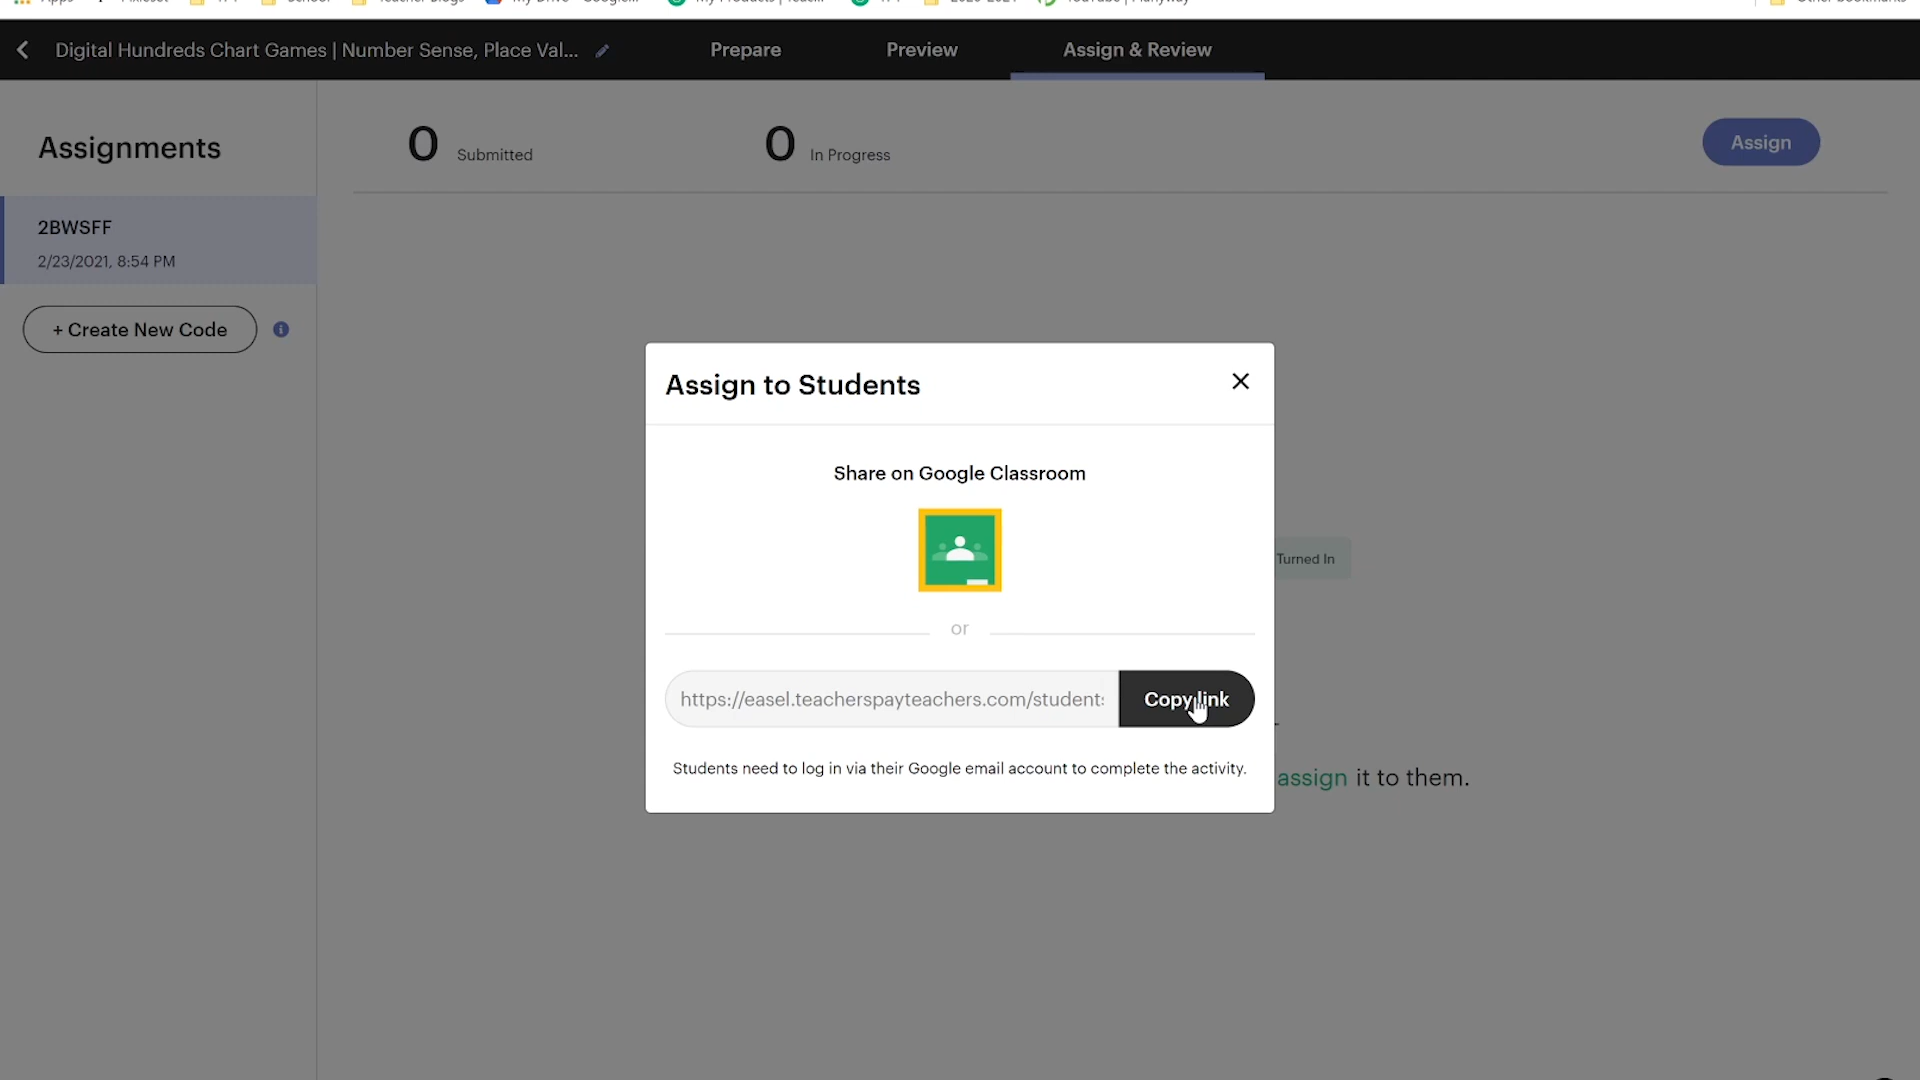 Digital Hundreds Chart Games | Number Sense, Place Val...
Prepare
Preview
Assign & Review
Assignments
0 Submitted
0 In Progress
Assign
2BWSFF
2/23/2021, 8:54 PM
+ Create New Code
Assign to Students
Share on Google Classroom
Turned In
or
https://easel.teacherspayteachers.com/student
Copy link
Students need to log in via their Google email account to complete the activity.
assign it to them.